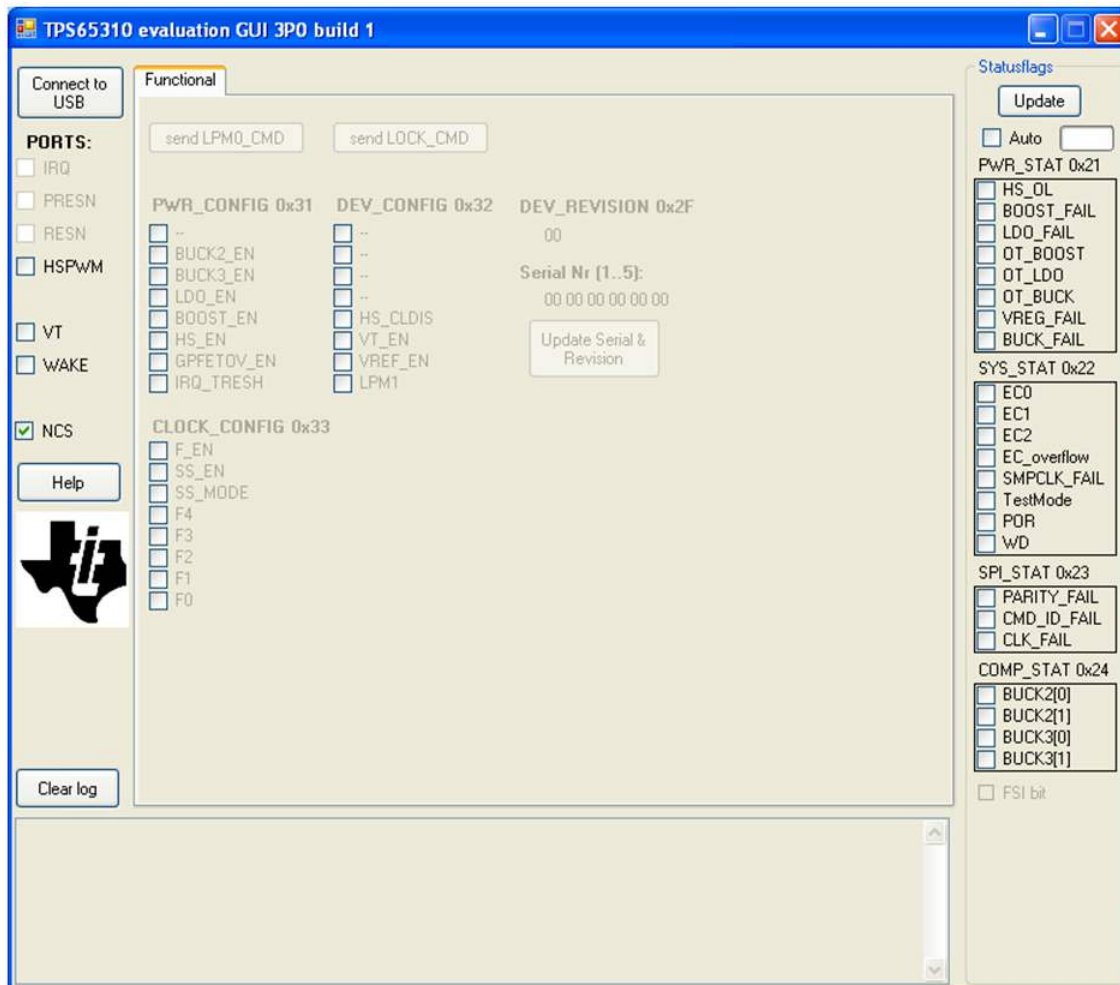 TPS65310 evaluation GUI 3P0 build 1
Connect to
USB
PORTS:
IRQ
PRESN
RESN
HSPWM
VT
WAKE
NCS
Help
ti
Clear log
Functional
send LPM0_CMD
send LOCK_CMD
PWR_CONFIG 0x31
--
BUCK2_EN
BUCK3_EN
LDO_EN
BOOST_EN
HS_EN
GPFETOV_EN
IRQ_TRESH
DEV_CONFIG 0x32
--
--
--
--
HS_CLDIS
VT_EN
VREF_EN
LPM1
DEV_REVISION 0x2F
00
Serial Nr (1..5):
00 00 00 00 00 00
Update Serial &
Revision
CLOCK_CONFIG 0x33
F_EN
SS_EN
SS_MODE
F4
F3
F2
F1
F0
Statusflags
Update
Auto
PWR_STAT 0x21
HS_OL
BOOST_FAIL
LDO_FAIL
OT_BOOST
OT_LDO
OT_BUCK
VREG_FAIL
BUCK_FAIL
SYS_STAT 0x22
EC0
EC1
EC2
EC_overflow
SMPCLK_FAIL
TestMode
POR
WD
SPI_STAT 0x23
PARITY_FAIL
CMD_ID_FAIL
CLK_FAIL
COMP_STAT 0x24
BUCK2[0]
BUCK2[1]
BUCK3[0]
BUCK3[1]
FSI bit